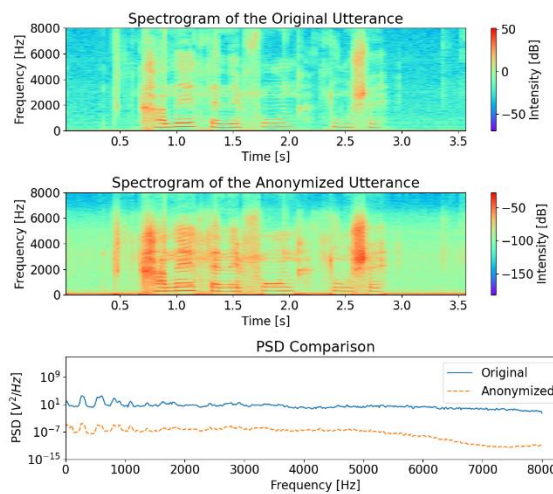 Spectrogram of the Original Utterance
8000
6000
4000
2000
0
Frequency [Hz]
0.5 1.0 1.5 2.0 2.5 3.0 3.5
Time [s]
50
0
−50
Intensity [dB]
Spectrogram of the Anonymized Utterance
8000
6000
4000
2000
0
Frequency [Hz]
0.5 1.0 1.5 2.0 2.5 3.0 3.5
Time [s]
−50
−100
−150
Intensity [dB]
PSD Comparison
10^9
10^1
10^-7
10^-15
PSD [V^2/Hz]
Original
Anonymized
0 1000 2000 3000 4000 5000 6000 7000 8000
Frequency [Hz]